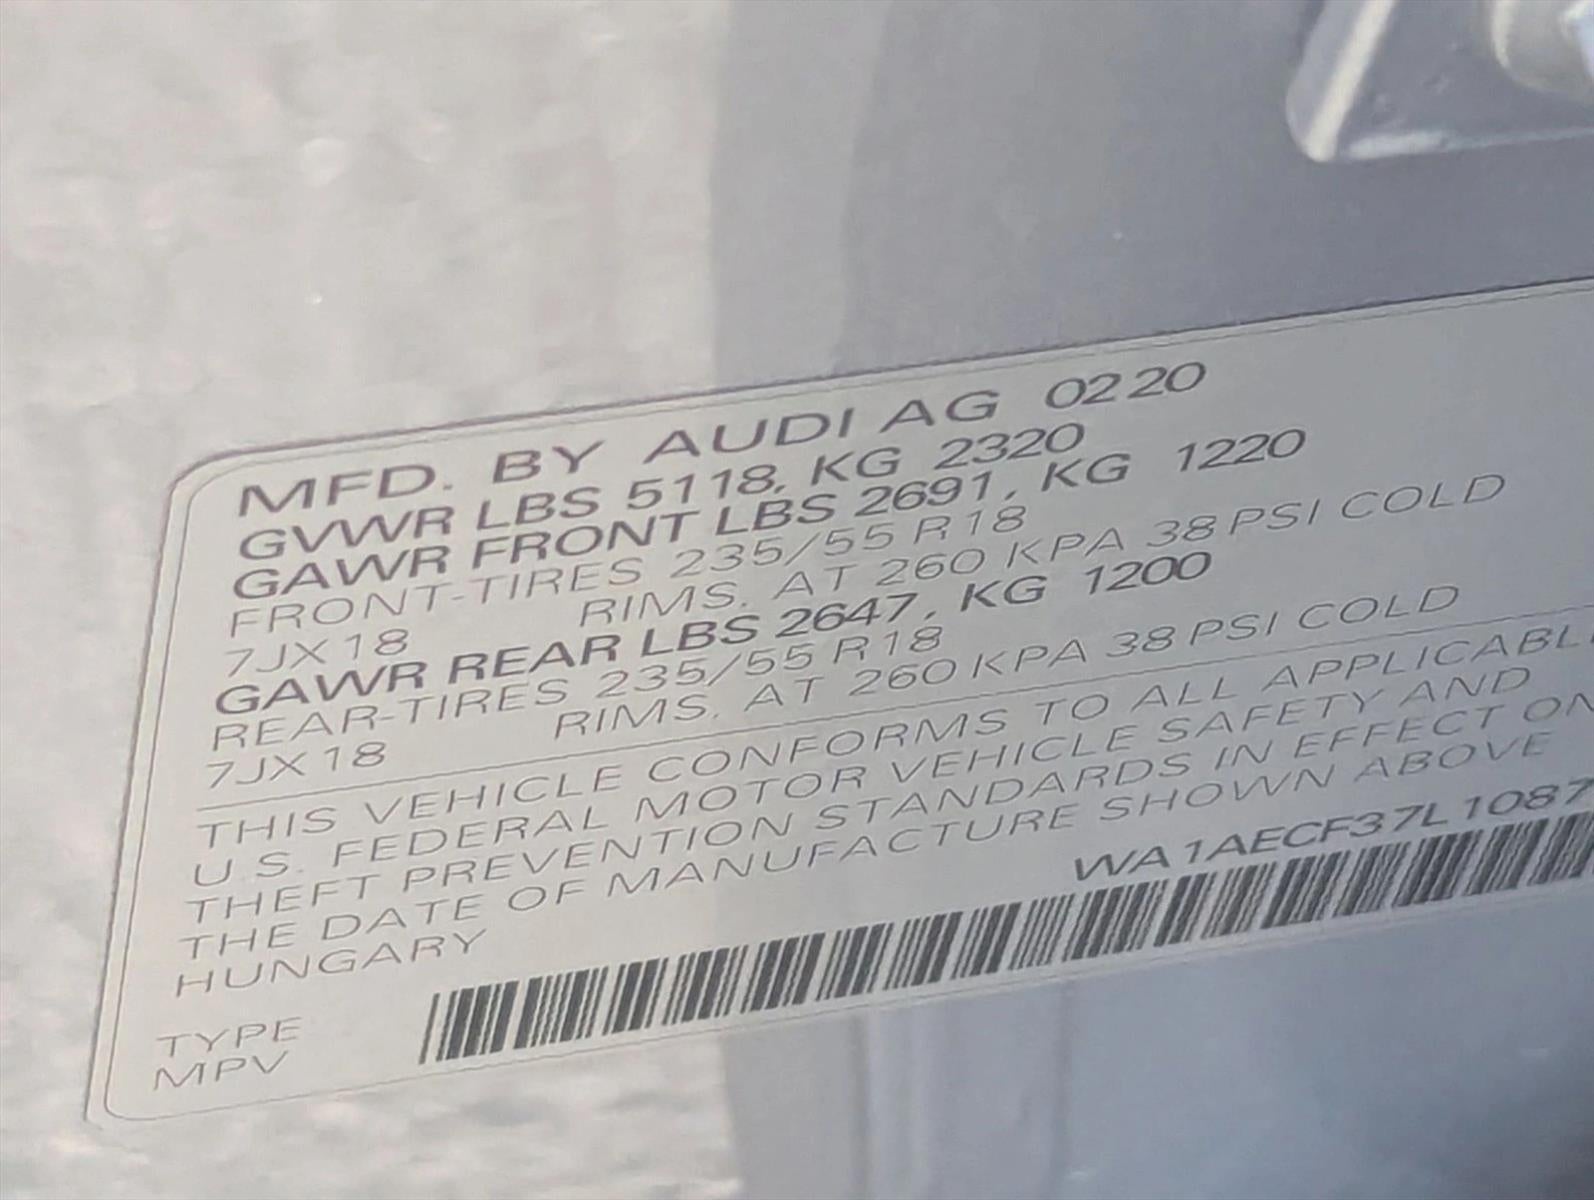 MFD. BY AUDI AG 0220
GVWR LBS 5118, KG 2320
GAWR FRONT LBS 2691, KG 1220
FRONT-TIRES 235/55 R18
7JX18 RIMS. AT 260 KPA 38 PSI COLD
GAWR REAR LBS 2647, KG 1200
REAR-TIRES 235/55 R18
7JX18 RIMS. AT 260 KPA 38 PSI COLD
THIS VEHICLE CONFORMS TO ALL APPLICABL
U.S. FEDERAL MOTOR VEHICLE SAFETY AND
THEFT PREVENTION STANDARDS IN EFFECT ON
THE DATE OF MANUFACTURE SHOWN ABOVE
HUNGARY
WA1AECF37L1087
TYPE
MPV